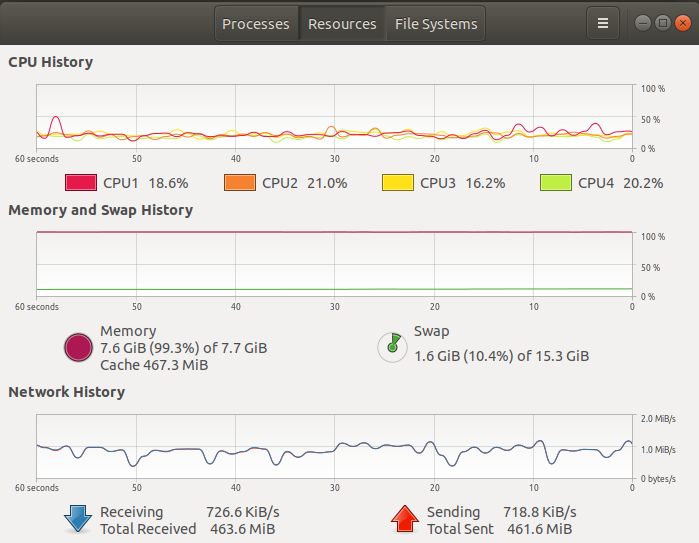 Processes Resources File Systems
CPU History
100 %
50 %
0 %
60 seconds 50 40 30 20 10 0
CPU1 18.6% CPU2 21.0% CPU3 16.2% CPU4 20.2%
Memory and Swap History
100 %
50 %
0 %
60 seconds 50 40 30 20 10 0
Memory
7.6 GiB (99.3%) of 7.7 GiB
Cache 467.3 MiB
Swap
1.6 GiB (10.4%) of 15.3 GiB
Network History
2.0 MiB/s
1.0 MiB/s
0 bytes/s
60 seconds 50 40 30 20 10 0
Receiving 726.6 KiB/s
Total Received 463.6 MiB
Sending 718.8 KiB/s
Total Sent 461.6 MiB